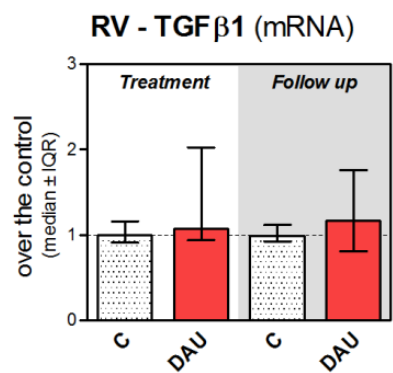 RV - TGFβ1 (mRNA)
over the control
(median ± IQR)
3
2
1
0
Treatment
Follow up
C
DAU
C
DAU